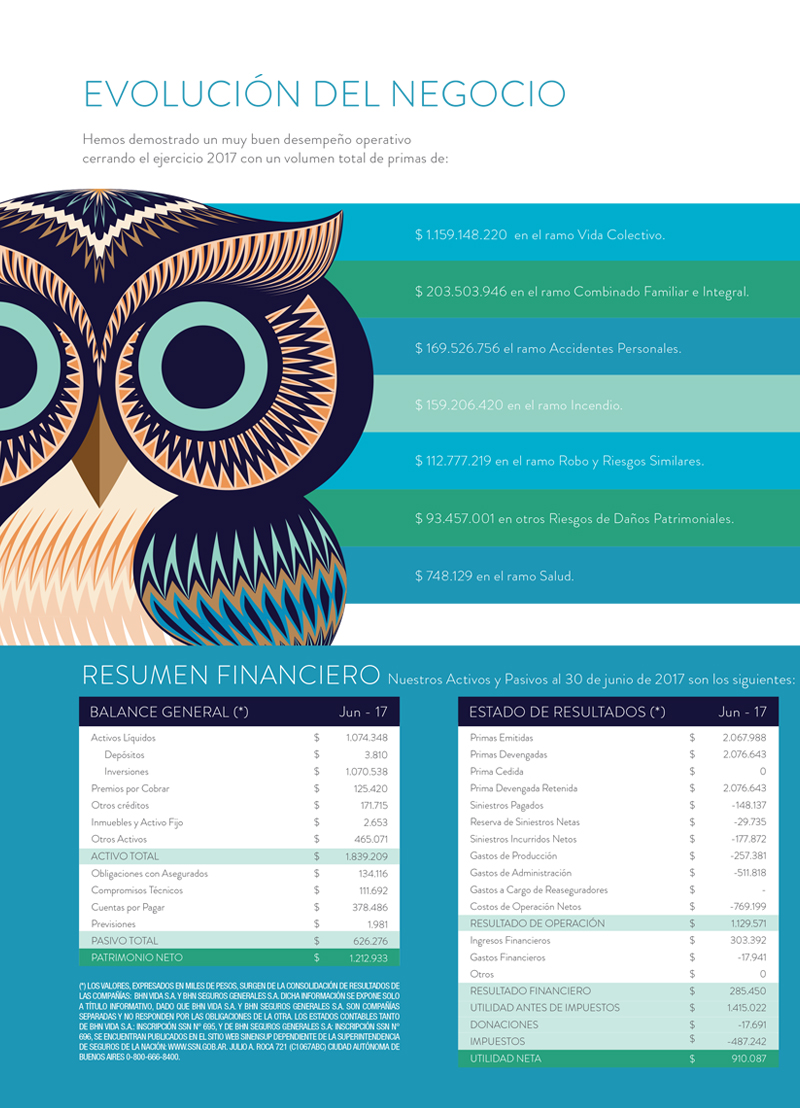 EVOLUCIÓN DEL NEGOCIO
Hemos demostrado un muy buen desempeño operativo
cerrando el ejercicio 2017 con un volumen total de primas de:
$ 1.159.148.220 en el ramo Vida Colectivo.
$ 203.503.946 en el ramo Combinado Familiar e Integral.
$ 169.526.756 el ramo Accidentes Personales.
$ 159.206.420 en el ramo Incendio.
$ 112.777.219 en el ramo Robo y Riesgos Similares.
$ 93.457.001 en otros Riesgos de Daños Patrimoniales.
$ 748.129 en el ramo Salud.
RESUMEN FINANCIERO Nuestros Activos y Pasivos al 30 de junio de 2017 son los siguientes:
BALANCE GENERAL (*) Jun - 17
Activos Líquidos $ 1.074.348
Depósitos $ 3.810
Inversiones $ 1.070.538
Premios por Cobrar $ 125.420
Otros créditos $ 171.715
Inmuebles y Activo Fijo $ 2.653
Otros Activos $ 465.071
ACTIVO TOTAL $ 1.839.209
Obligaciones con Asegurados $ 134.116
Compromisos Técnicos $ 111.692
Cuentas por Pagar $ 378.486
Previsiones $ 1.981
PASIVO TOTAL $ 626.276
PATRIMONIO NETO $ 1.212.933
(*) LOS VALORES, EXPRESADOS EN MILES DE PESOS, SURGEN DE LA CONSOLIDACIÓN DE RESULTADOS DE
LAS COMPAÑÍAS: BHN VIDA S.A. Y BHN SEGUROS GENERALES S.A. DICHA INFORMACIÓN SE EXPONE SOLO
A TÍTULO INFORMATIVO, DADO QUE BHN VIDA S.A. Y BHN SEGUROS GENERALES S.A. SON COMPAÑÍAS
SEPARADAS Y NO RESPONDEN POR LAS OBLIGACIONES DE LA OTRA. LOS ESTADOS CONTABLES TANTO
DE BHN VIDA S.A.: INSCRIPCIÓN SSN N° 695, Y DE BHN SEGUROS GENERALES S.A: INSCRIPCIÓN SSN N°
696, SE ENCUENTRAN PUBLICADOS EN EL SITIO WEB SINENSUP DEPENDIENTE DE LA SUPERINTENDENCIA
DE SEGUROS DE LA NACIÓN: WWW.SSN.GOB.AR. JULIO A. ROCA 721 (C1067ABC) CIUDAD AUTÓNOMA DE
BUENOS AIRES 0-800-666-8400.
ESTADO DE RESULTADOS (*) Jun - 17
Primas Emitidas $ 2.067.988
Primas Devengadas $ 2.076.643
Prima Cedida $ 0
Prima Devengada Retenida $ 2.076.643
Siniestros Pagados $ -148.137
Reserva de Siniestros Netas $ -29.735
Siniestros Incurridos Netos $ -177.872
Gastos de Producción $ -257.381
Gastos de Administración $ -511.818
Gastos a Cargo de Reaseguradores $ -
Costos de Operación Netos $ -769.199
RESULTADO DE OPERACIÓN $ 1.129.571
Ingresos Financieros $ 303.392
Gastos Financieros $ -17.941
Otros $ 0
RESULTADO FINANCIERO $ 285.450
UTILIDAD ANTES DE IMPUESTOS $ 1.415.022
DONACIONES $ -17.691
IMPUESTOS $ -487.242
UTILIDAD NETA $ 910.087